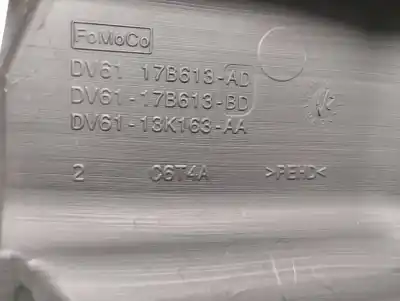 FoMoCo
DV61 17B613-AD
DV61-17B613-BD
DV61-13K163-AA
2 C6T4A >PEHD<